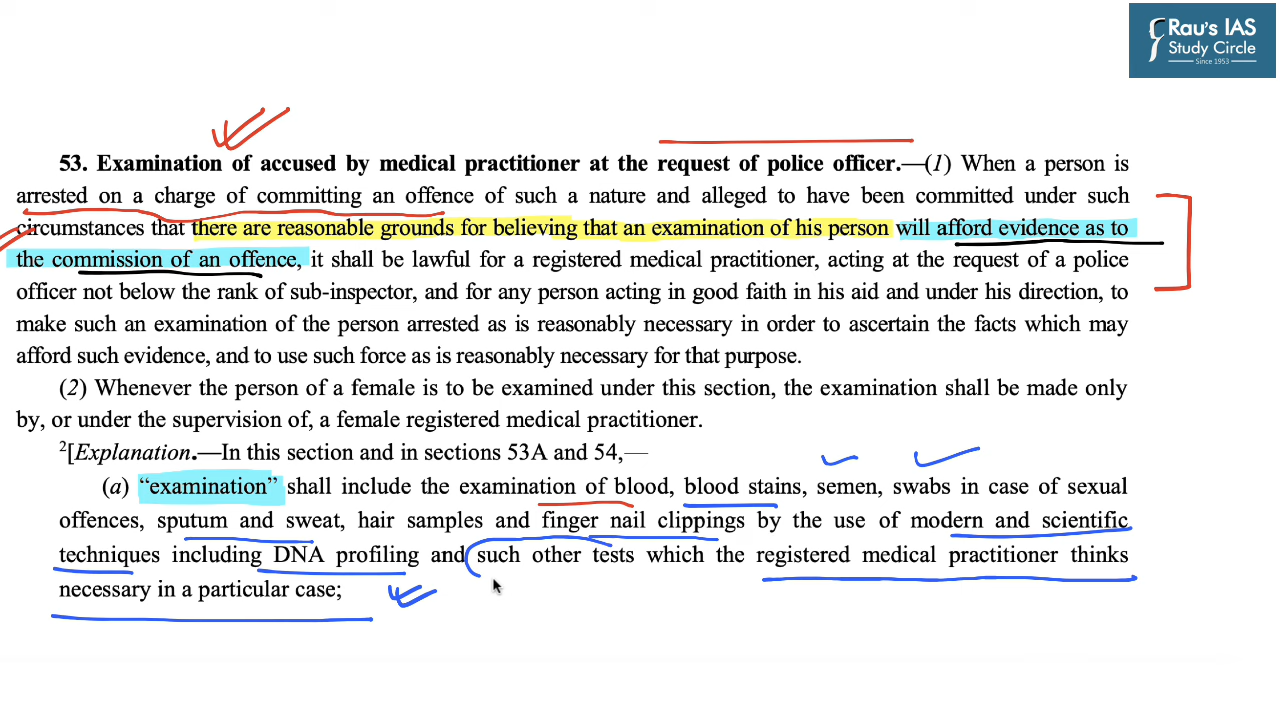 Rau's IAS
Study Circle
Since 1953
53. Examination of accused by medical practitioner at the request of police officer.—(1) When a person is
arrested on a charge of committing an offence of such a nature and alleged to have been committed under such
circumstances that there are reasonable grounds for believing that an examination of his person will afford evidence as to
the commission of an offence, it shall be lawful for a registered medical practitioner, acting at the request of a police
officer not below the rank of sub-inspector, and for any person acting in good faith in his aid and under his direction, to
make such an examination of the person arrested as is reasonably necessary in order to ascertain the facts which may
afford such evidence, and to use such force as is reasonably necessary for that purpose.
(2) Whenever the person of a female is to be examined under this section, the examination shall be made only
by, or under the supervision of, a female registered medical practitioner.
2[Explanation.—In this section and in sections 53A and 54,—
(a) “examination” shall include the examination of blood, blood stains, semen, swabs in case of sexual
offences, sputum and sweat, hair samples and finger nail clippings by the use of modern and scientific
techniques including DNA profiling and such other tests which the registered medical practitioner thinks
necessary in a particular case;